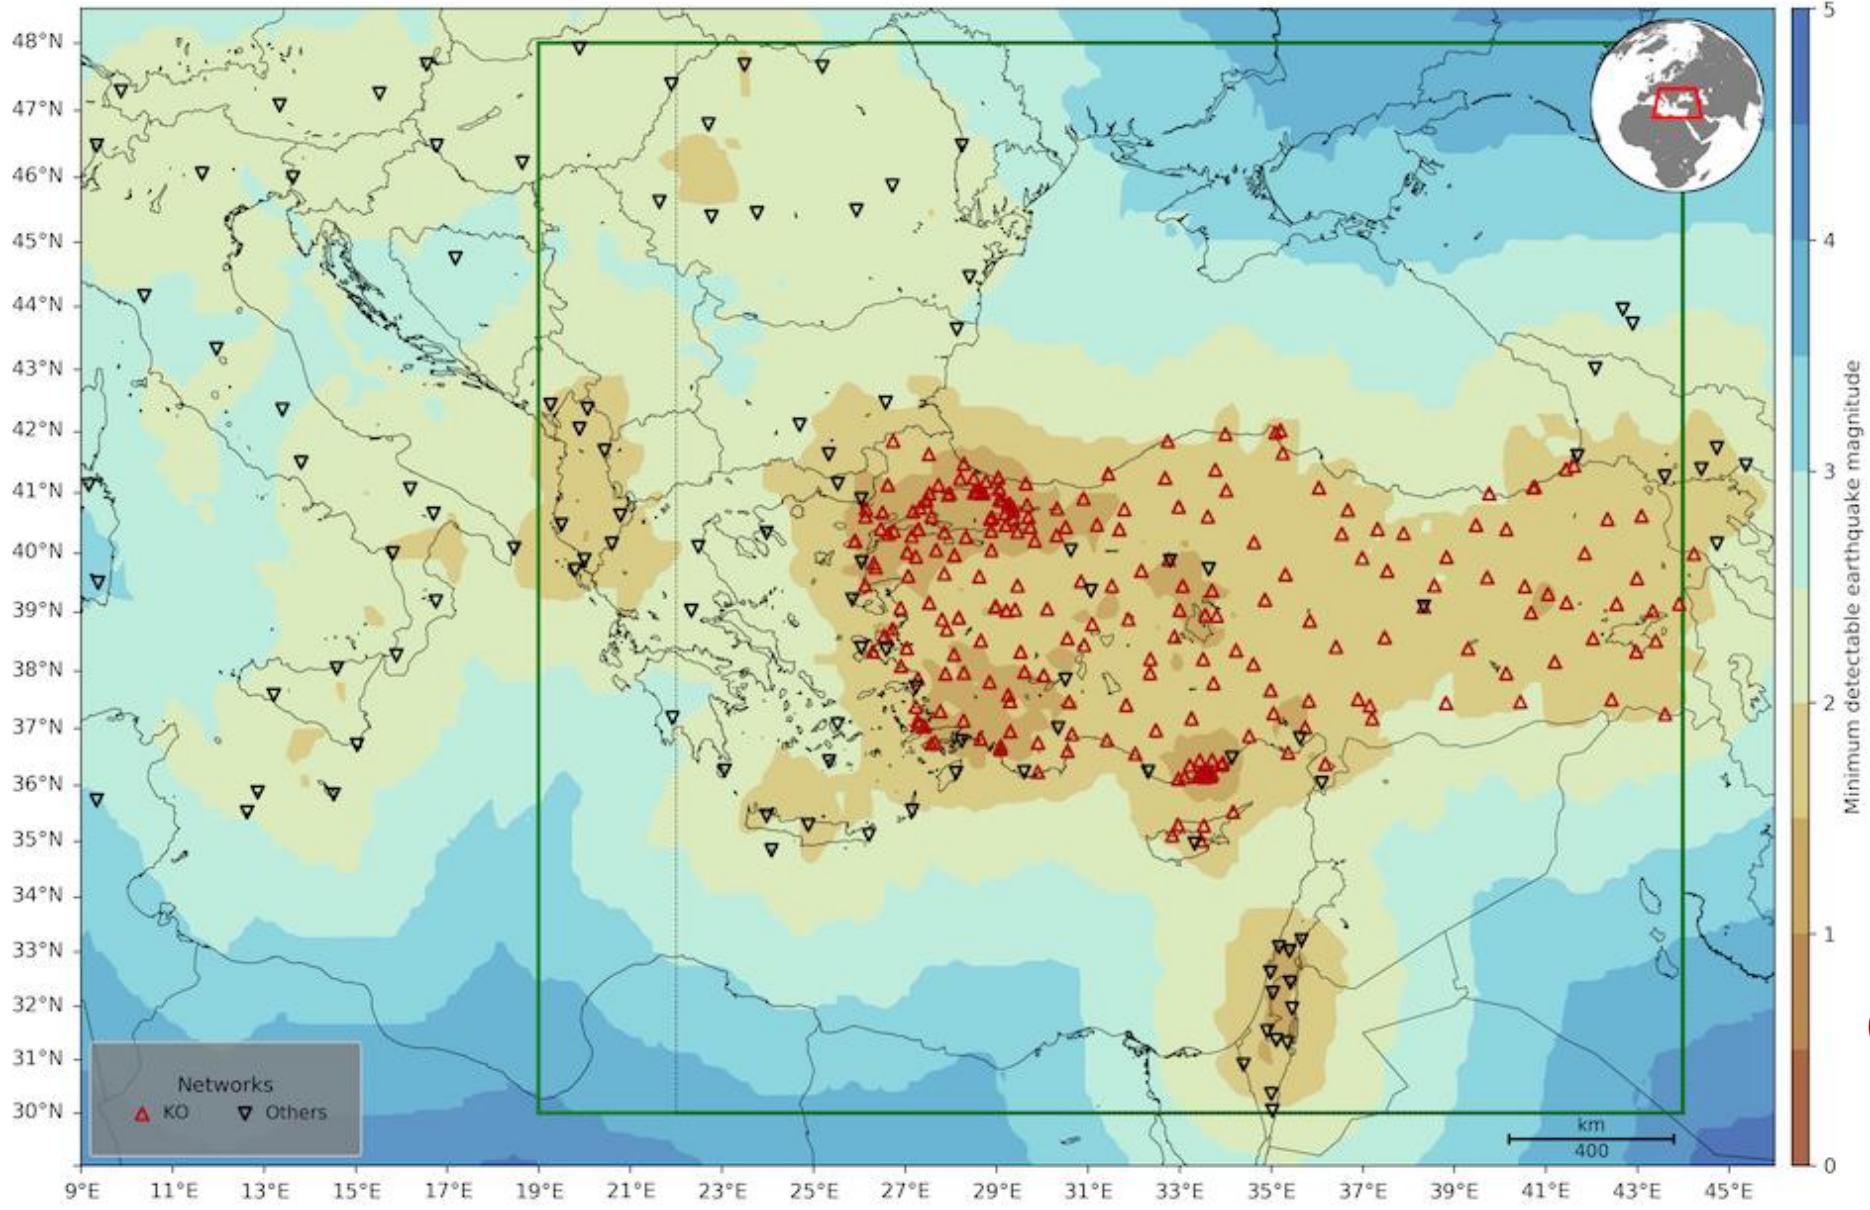 48°N
47°N
46°N
45°N
44°N
43°N
42°N
41°N
40°N
39°N
38°N
37°N
36°N
35°N
34°N
33°N
32°N
31°N
30°N
9°E 11°E 13°E 15°E 17°E 19°E 21°E 23°E 25°E 27°E 29°E 31°E 33°E 35°E 37°E 39°E 41°E 43°E 45°E
Networks
KO Others
km
400
5
4
3
2
1
0
Minimum detectable earthquake magnitude